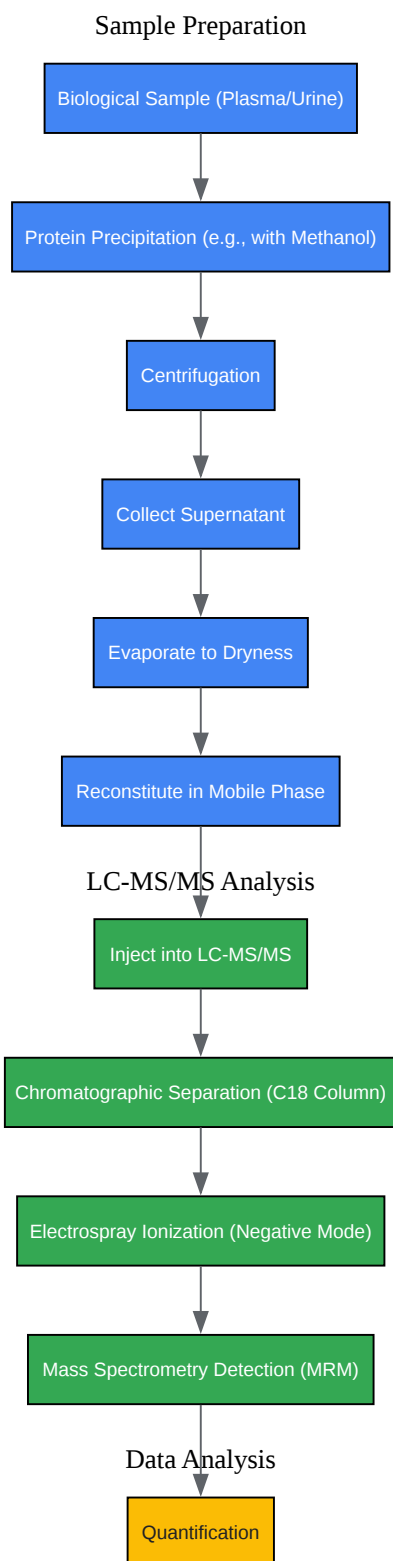 Sample Preparation
Biological Sample (Plasma/Urine)
Protein Precipitation (e.g., with Methanol)
Centrifugation
Collect Supernatant
Evaporate to Dryness
Reconstitute in Mobile Phase
LC-MS/MS Analysis
Inject into LC-MS/MS
Chromatographic Separation (C18 Column)
Electrospray Ionization (Negative Mode)
Mass Spectrometry Detection (MRM)
Data Analysis
Quantification